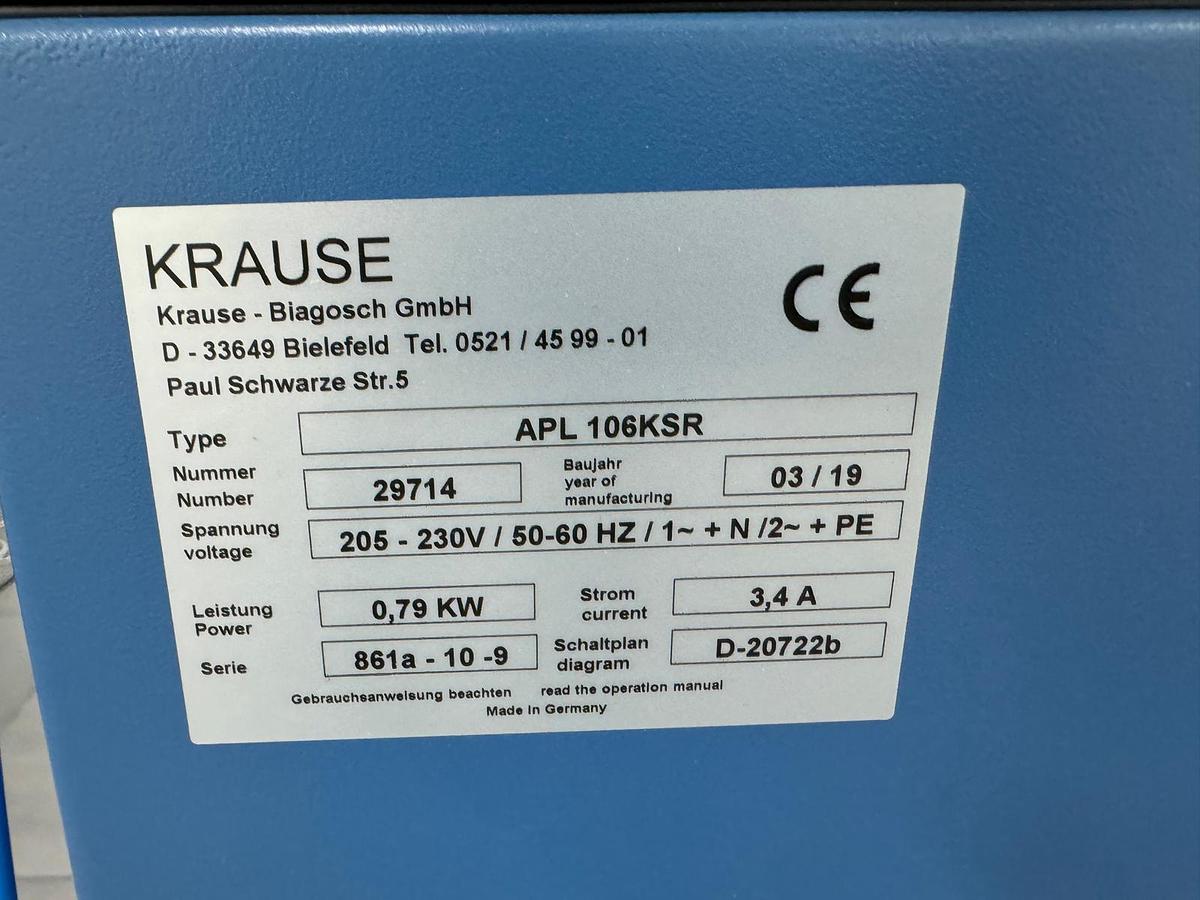 KRAUSE
CE
Krause - Biagosch GmbH
D - 33649 Bielefeld Tel. 0521 / 45 99 - 01
Paul Schwarze Str.5
Type APL 106KSR
Nummer
Number 29714
Baujahr
year of
manufacturing 03 / 19
Spannung
voltage 205 - 230V / 50-60 HZ / 1~ + N /2~ + PE
Leistung
Power 0,79 KW
Strom
current 3,4 A
Serie 861a - 10 -9
Schaltplan
diagram D-20722b
Gebrauchsanweisung beachten read the operation manual
Made in Germany